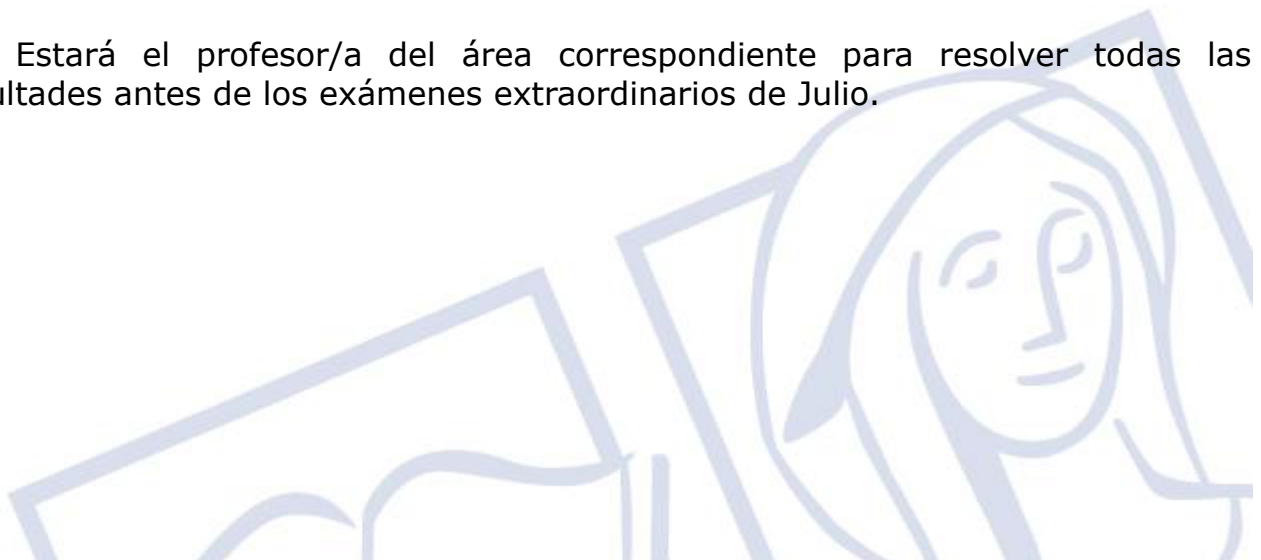 Estará el profesor/a del área correspondiente para resolver todas las
ultades antes de los exámenes extraordinarios de Julio.